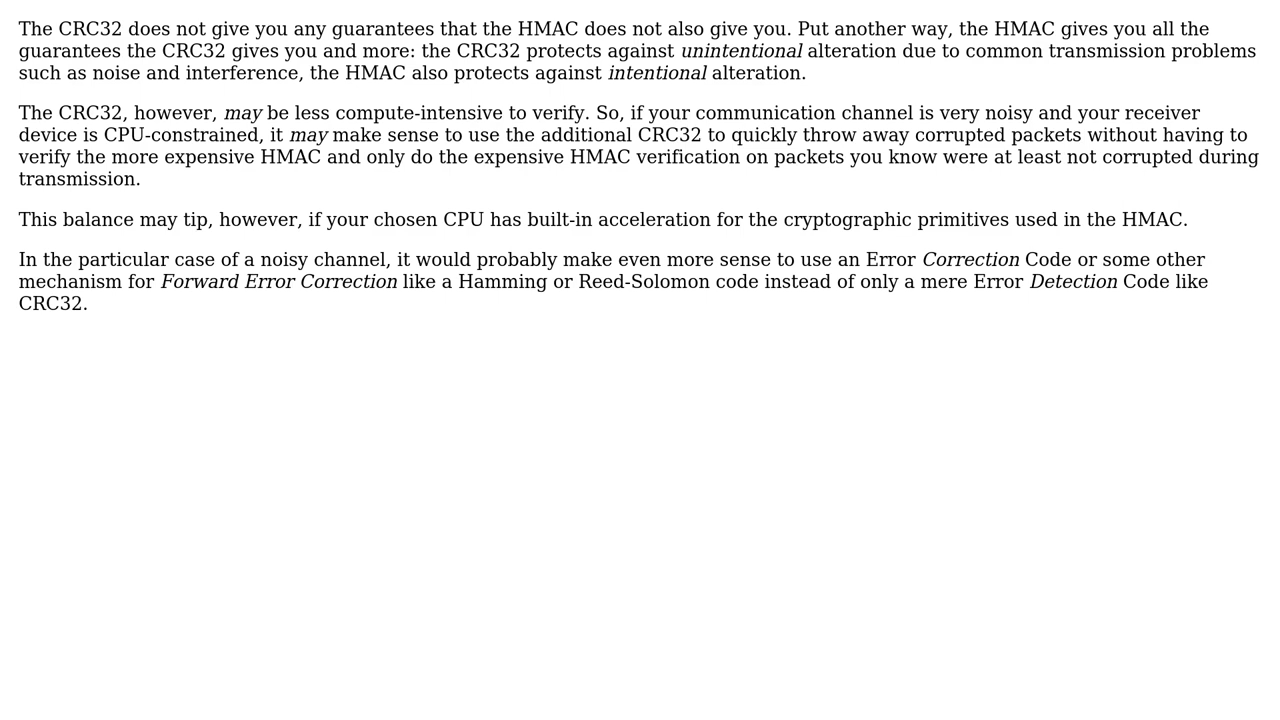 The CRC32 does not give you any guarantees that the HMAC does not also give you. Put another way, the HMAC gives you all the
guarantees the CRC32 gives you and more: the CRC32 protects against unintentional alteration due to common transmission problems
such as noise and interference, the HMAC also protects against intentional alteration.
The CRC32, however, may be less compute-intensive to verify. So, if your communication channel is very noisy and your receiver
device is CPU-constrained, it may make sense to use the additional CRC32 to quickly throw away corrupted packets without having to
verify the more expensive HMAC and only do the expensive HMAC verification on packets you know were at least not corrupted during
transmission.
This balance may tip, however, if your chosen CPU has built-in acceleration for the cryptographic primitives used in the HMAC.
In the particular case of a noisy channel, it would probably make even more sense to use an Error Correction Code or some other
mechanism for Forward Error Correction like a Hamming or Reed-Solomon code instead of only a mere Error Detection Code like
CRC32.